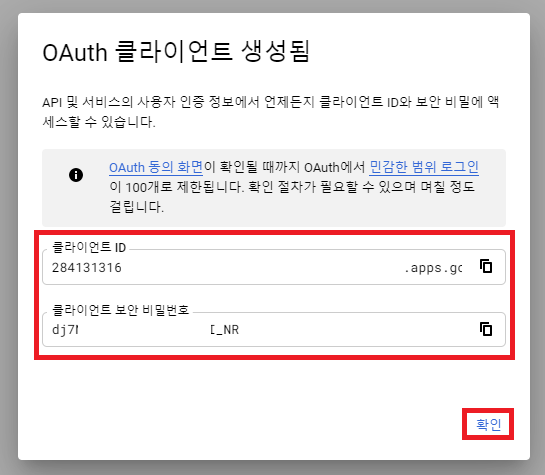 OAuth 클라이언트 생성됨
API 및 서비스의 사용자 인증 정보에서 언제든지 클라이언트 ID와 보안 비밀에 액
세스할 수 있습니다.
OAuth 동의 화면이 확인될 때까지 OAuth에서 민감한 범위 로그인
이 100개로 제한됩니다. 확인 절차가 필요할 수 있으며 며칠 정도
걸립니다.
클라이언트 ID
284131316 .apps.gc
클라이언트 보안 비밀번호
_NR
확인